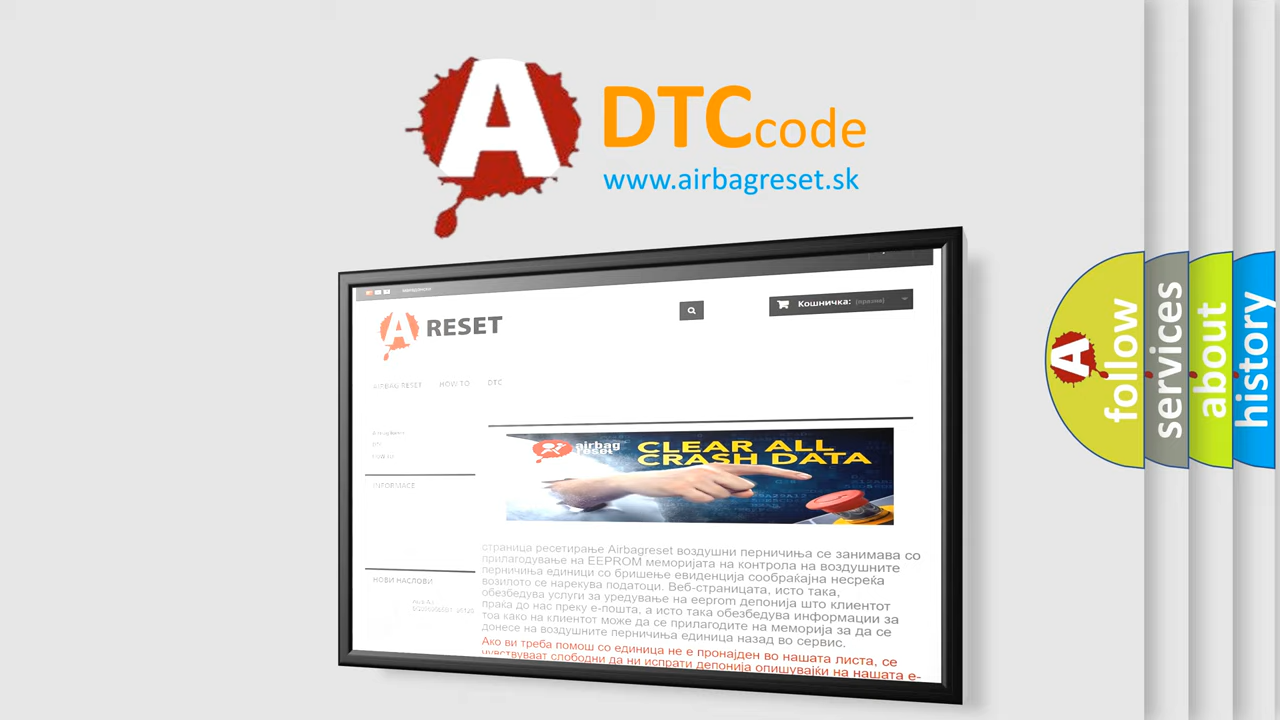 A
DTCcode
www.airbagreset.sk
A RESET
Кошничка: (празни)
AIRBAG RESET HOW TO DTC
INFORMACE
НОВИ НАСЛОВИ
airbag
reset
CLEAR ALL
CRASH DATA
страница ресетирање Airbagreset воздушни перничиња се занимава со
прилагодување на EEPROM меморијата на контрола на воздушните
перничиња единици со бришење евиденција сообраќајна несреќа
возилото се нарекува податоци. Веб-страницата, исто така,
обезбедува услуги за уредување на eeprom депонија што клиентот
праќа до нас преку е-пошта, а исто така обезбедува информации за
тоа како на клиентот може да се прилагодите на меморија за да се
донесе на воздушните перничиња единица назад во сервис.
Ако ви треба помош со единица не е пронајден во нашата листа, се
чувствуваат слободни да ни испрати депонија опишувајќи на нашата е-
A
follow
services
about
history